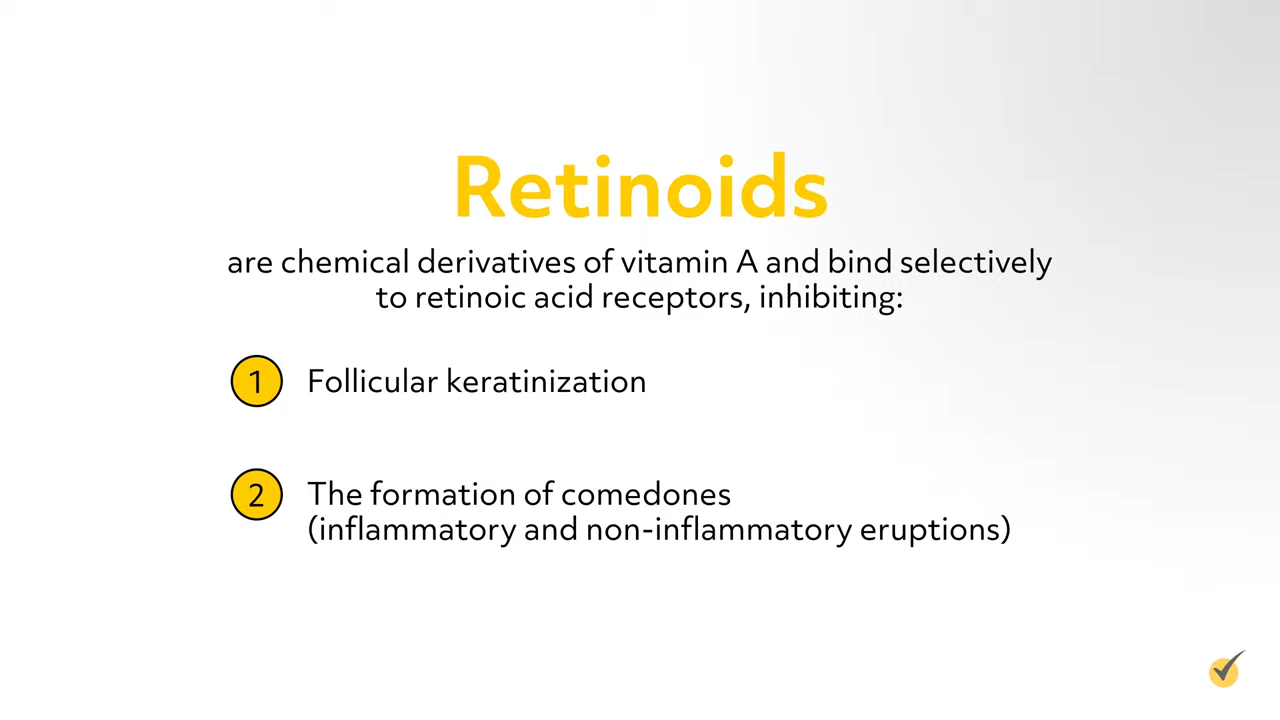 Retinoids
are chemical derivatives of vitamin A and bind selectively
to retinoic acid receptors, inhibiting:
1 Follicular keratinization
2 The formation of comedones
(inflammatory and non-inflammatory eruptions)